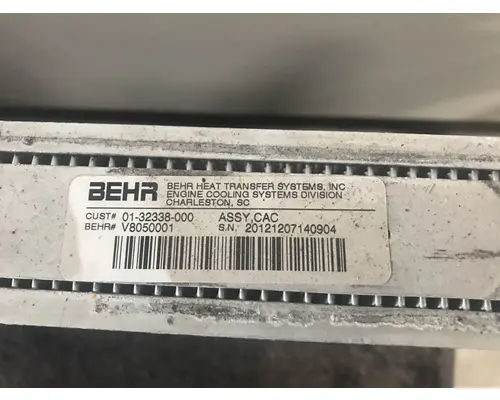 BEHR
BEHR HEAT TRANSFER SYSTEMS, INC
ENGINE COOLING SYSTEMS DIVISION
CHARLESTON, SC
CUST# 01-32338-000 ASSY,CAC
BEHR# V8050001 S.N. 20121207140904